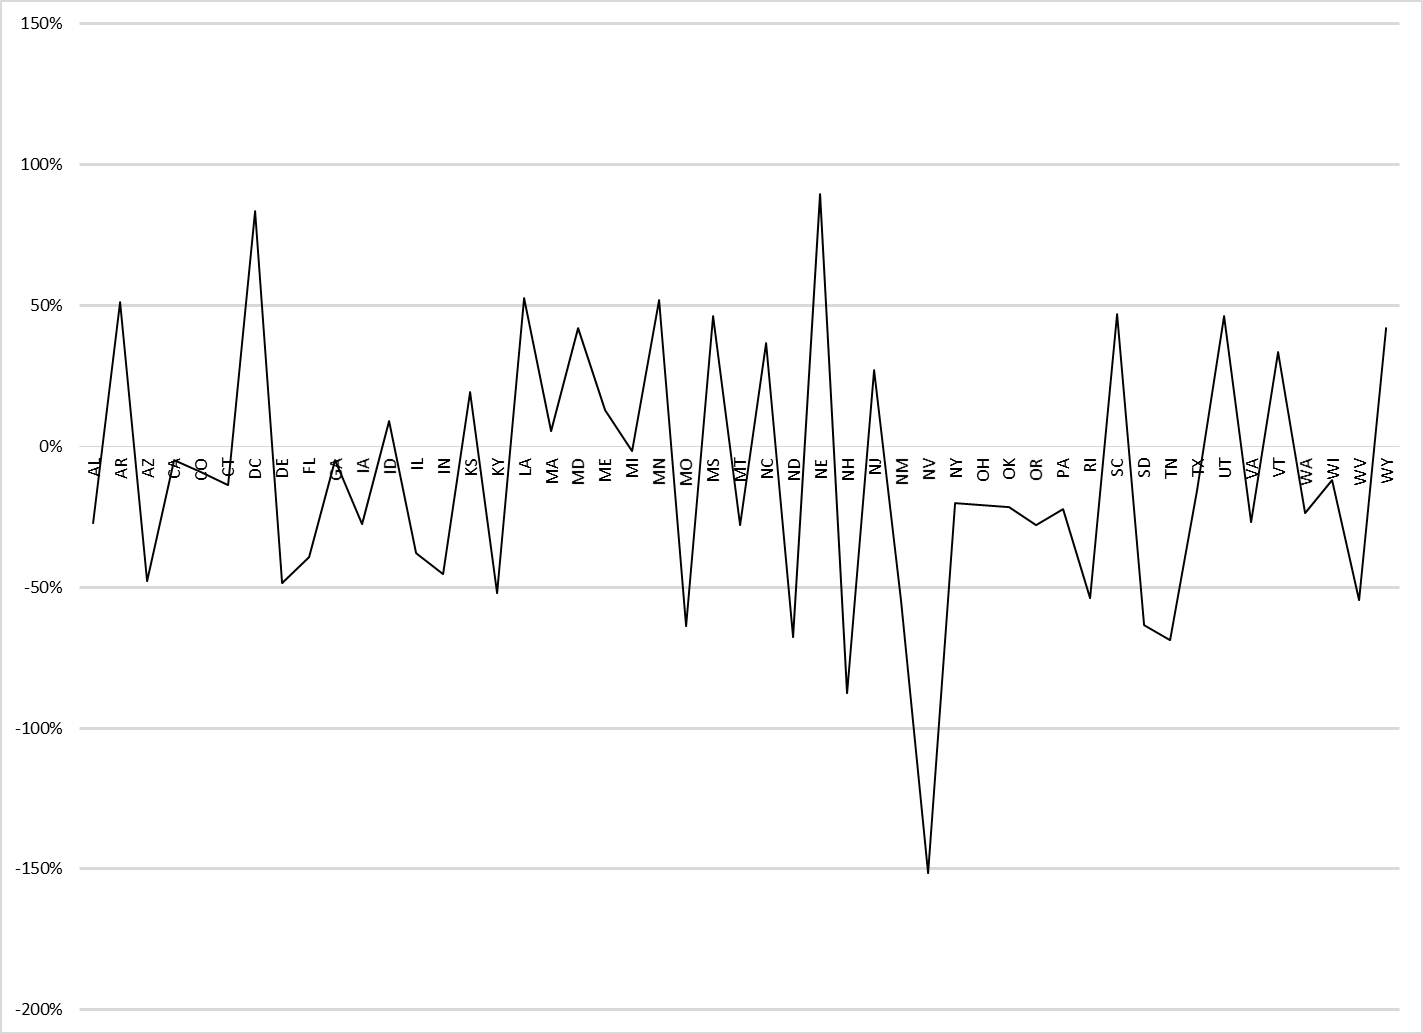 150%
100%
50%
0%
-50%
-100%
-150%
-200%
AL
AR
AZ
CA
CO
CT
DC
DE
FL
GA
IA
ID
IL
IN
KS
KY
LA
MA
MD
ME
MI
MN
MO
MS
MT
NC
ND
NE
NH
NJ
NM
NV
NY
OH
OK
OR
PA
RI
SC
SD
TN
TX
UT
VA
VT
WA
WI
WV
WY